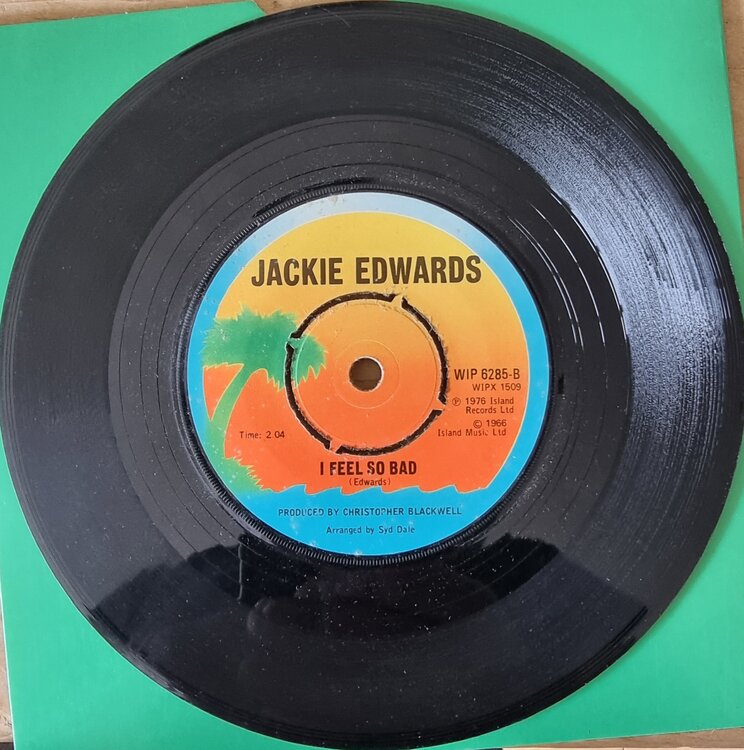 JACKIE EDWARDS
WIP 6285-B
WIPX 1509
℗ 1976 Island
Records Ltd
© 1966
Island Music Ltd
Time: 2.04
I FEEL SO BAD
(Edwards)
PRODUCED BY CHRISTOPHER BLACKWELL
Arranged by Syd Dale